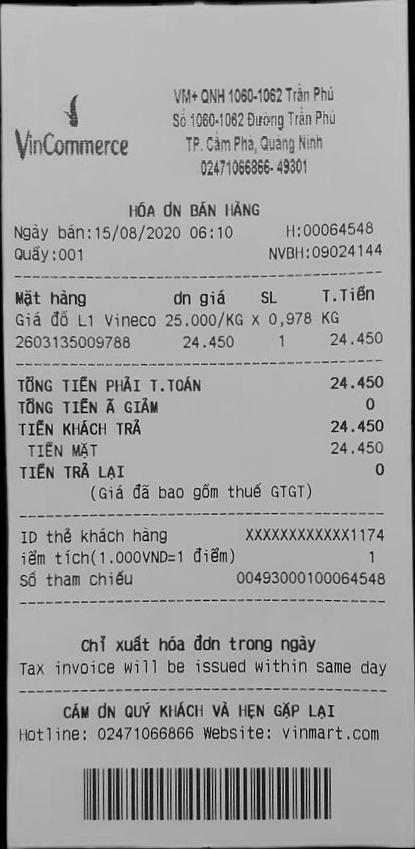 VinCommerce
VM+ QNH 1060-1062 Trần Phú
Số 1060-1062 Đường Trần Phú
TP. Cẩm Phả, Quảng Ninh
02471066866- 49301
HÓA ƠN BÁN HÀNG
Ngày bán:15/08/2020 06:10 H:00064548
Quầy:001 NVBH:09024144
Mặt hàng ơn giá SL T.Tiền
Giá đỗ L1 Vineco 25.000/KG X 0,978 KG
2603135009788 24.450 1 24.450
TỔNG TIỀN PHẢI T.TOÁN 24.450
TỔNG TIỀN Ã GIẢM 0
TIỀN KHÁCH TRẢ 24.450
TIỀN MẶT 24.450
TIỀN TRẢ LẠI 0
(Giá đã bao gồm thuế GTGT)
ID thẻ khách hàng XXXXXXXXXXXX1174
iểm tích(1.000VND=1 điểm) 1
Số tham chiếu 00493000100064548
Chỉ xuất hóa đơn trong ngày
Tax invoice will be issued within same day
CÁM ƠN QUÝ KHÁCH VÀ HẸN GẶP LẠI
Hotline: 02471066866 Website: vinmart.com